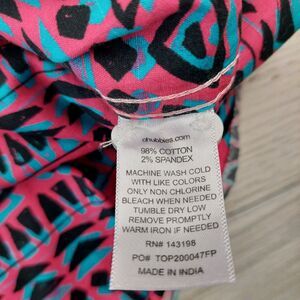 chubbies.com
98% COTTON
2% SPANDEX
MACHINE WASH COLD
WITH LIKE COLORS
ONLY NON CHLORINE
BLEACH WHEN NEEDED
TUMBLE DRY LOW
REMOVE PROMPTLY
WARM IRON IF NEEDED
RN# 143198
PO# TOP200047FP
MADE IN INDIA